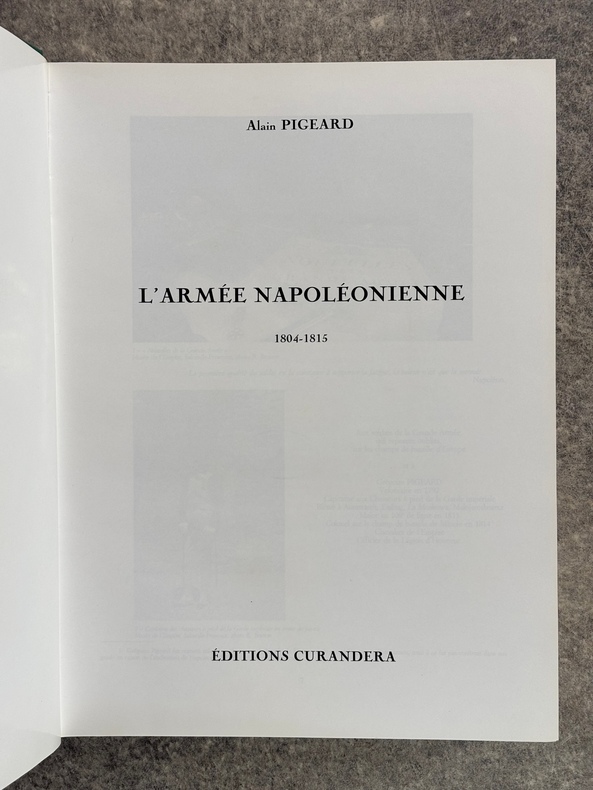 Alain PIGEARD
L'ARMÉE NAPOLÉONIENNE
1804-1815
ÉDITIONS CURANDERA